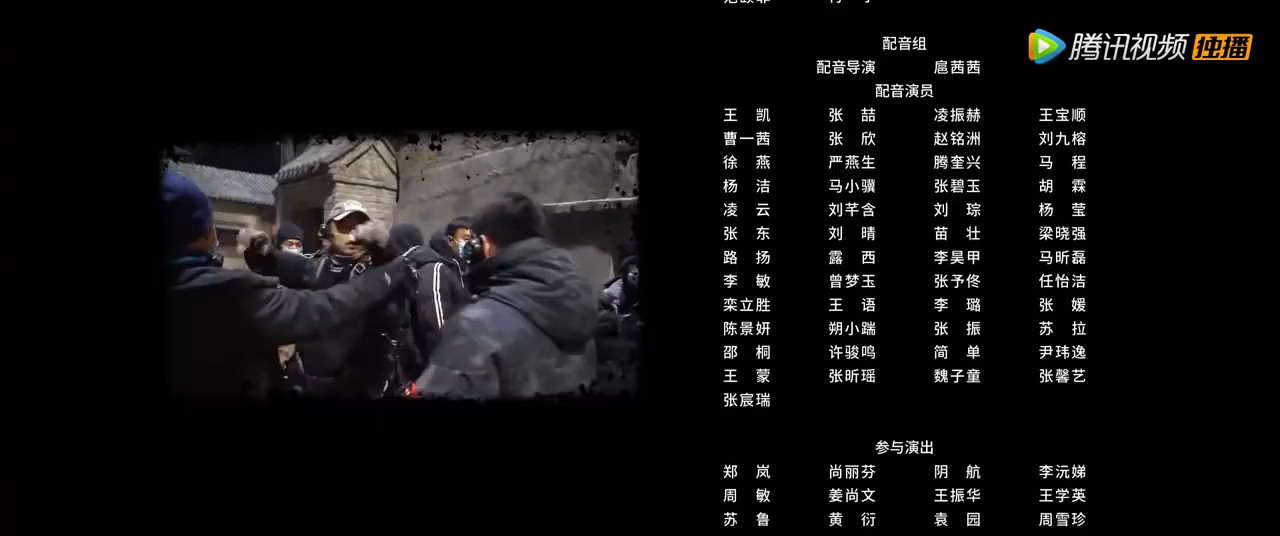 配音组
腾讯视频 独播
配音导演 扈茜茜
配音演员
王凯 张喆 凌振赫 王宝顺
曹一茜 张欣 赵铭洲 刘九榕
徐燕 严燕生 腾奎兴 马程
杨洁 马小骥 张碧玉 胡霖
凌云 刘芊含 刘琮 杨莹
张东 刘晴 苗壮 梁晓强
路扬 露西 李昊甲 马昕磊
李敏 曾梦玉 张予佟 任怡洁
栾立胜 王语 李璐 张媛
陈景妍 朔小踹 张振 苏拉
邵桐 许骏鸣 简单 尹玮逸
王蒙 张昕瑶 魏子童 张馨艺
张宸瑞
参与演出
郑岚 尚丽芬 阴航 李沅娣
周敏 姜尚文 王振华 王学英
苏鲁 黄衍 袁园 周雪珍